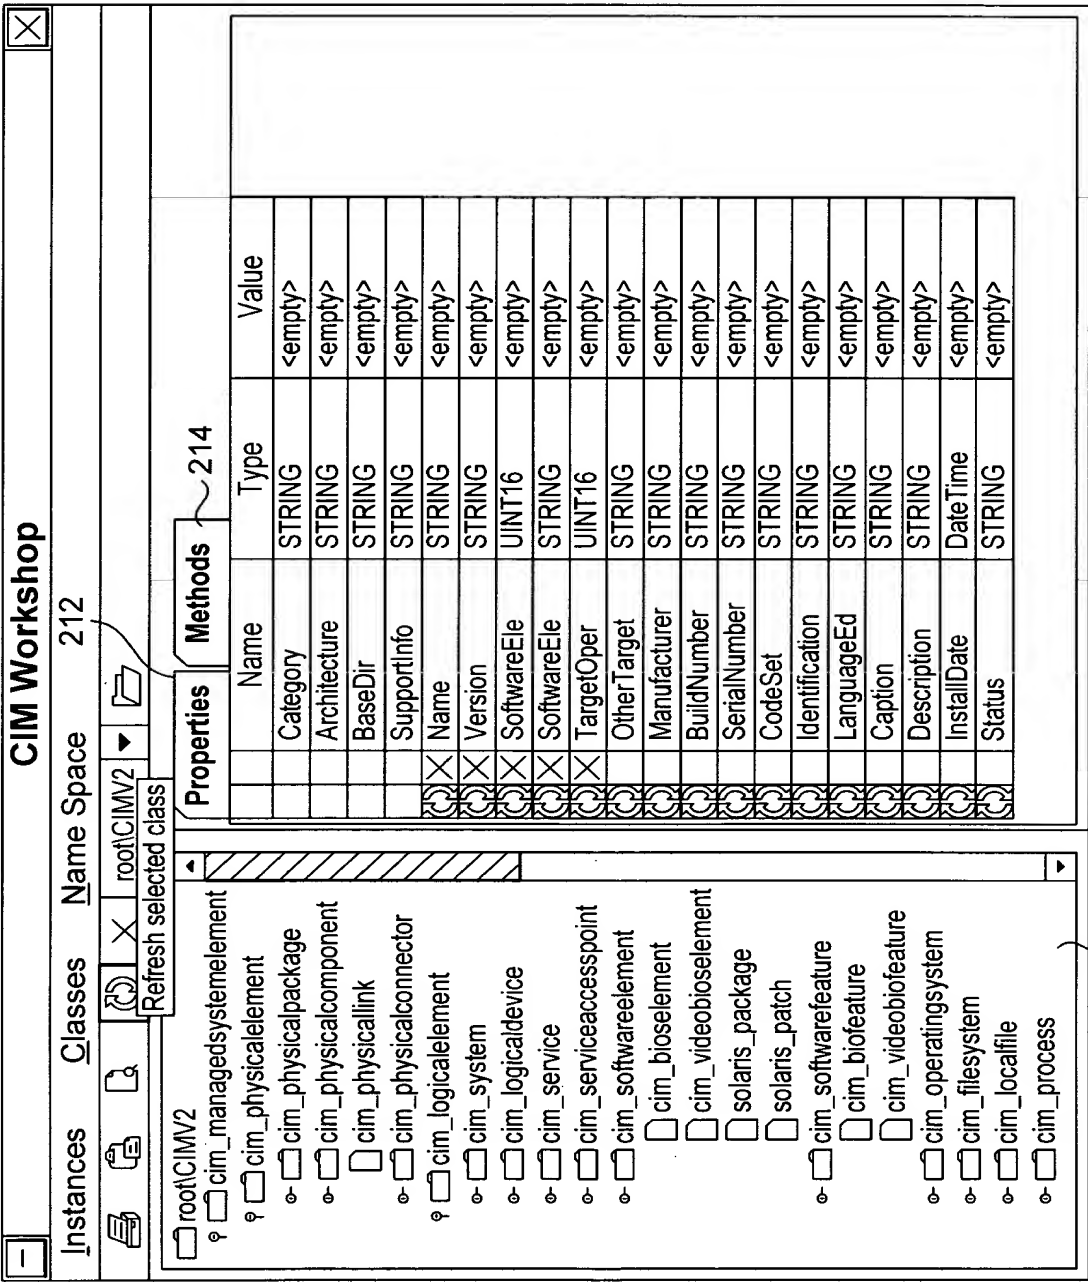 CIM Workshop
Instances Classes Name Space
212
root\CIMV2
Refresh selected class
root\CIMV2
cim_managedsystemelement
cim_physicalelement
cim_physicalpackage
cim_physicalcomponent
cim_physicallink
cim_physicalconnector
cim_logicalelement
cim_system
cim_logicaldevice
cim_service
cim_serviceaccesspoint
cim_softwareelement
cim_bioselement
cim_videobioselement
solaris_package
solaris_patch
cim_softwarefeature
cim_biofeature
cim_videobiofeature
cim_operatingsystem
cim_filesystem
cim_localfile
cim_process
Properties Methods 214
Name Type Value
Category STRING <empty>
Architecture STRING <empty>
BaseDir STRING <empty>
SupportInfo STRING <empty>
Name STRING <empty>
Version STRING <empty>
SoftwareEle UINT16 <empty>
SoftwareEle STRING <empty>
TargetOper UINT16 <empty>
OtherTarget STRING <empty>
Manufacturer STRING <empty>
BuildNumber STRING <empty>
SerialNumber STRING <empty>
CodeSet STRING <empty>
Identification STRING <empty>
LanguageEd STRING <empty>
Caption STRING <empty>
Description STRING <empty>
InstallDate DateTime <empty>
Status STRING <empty>